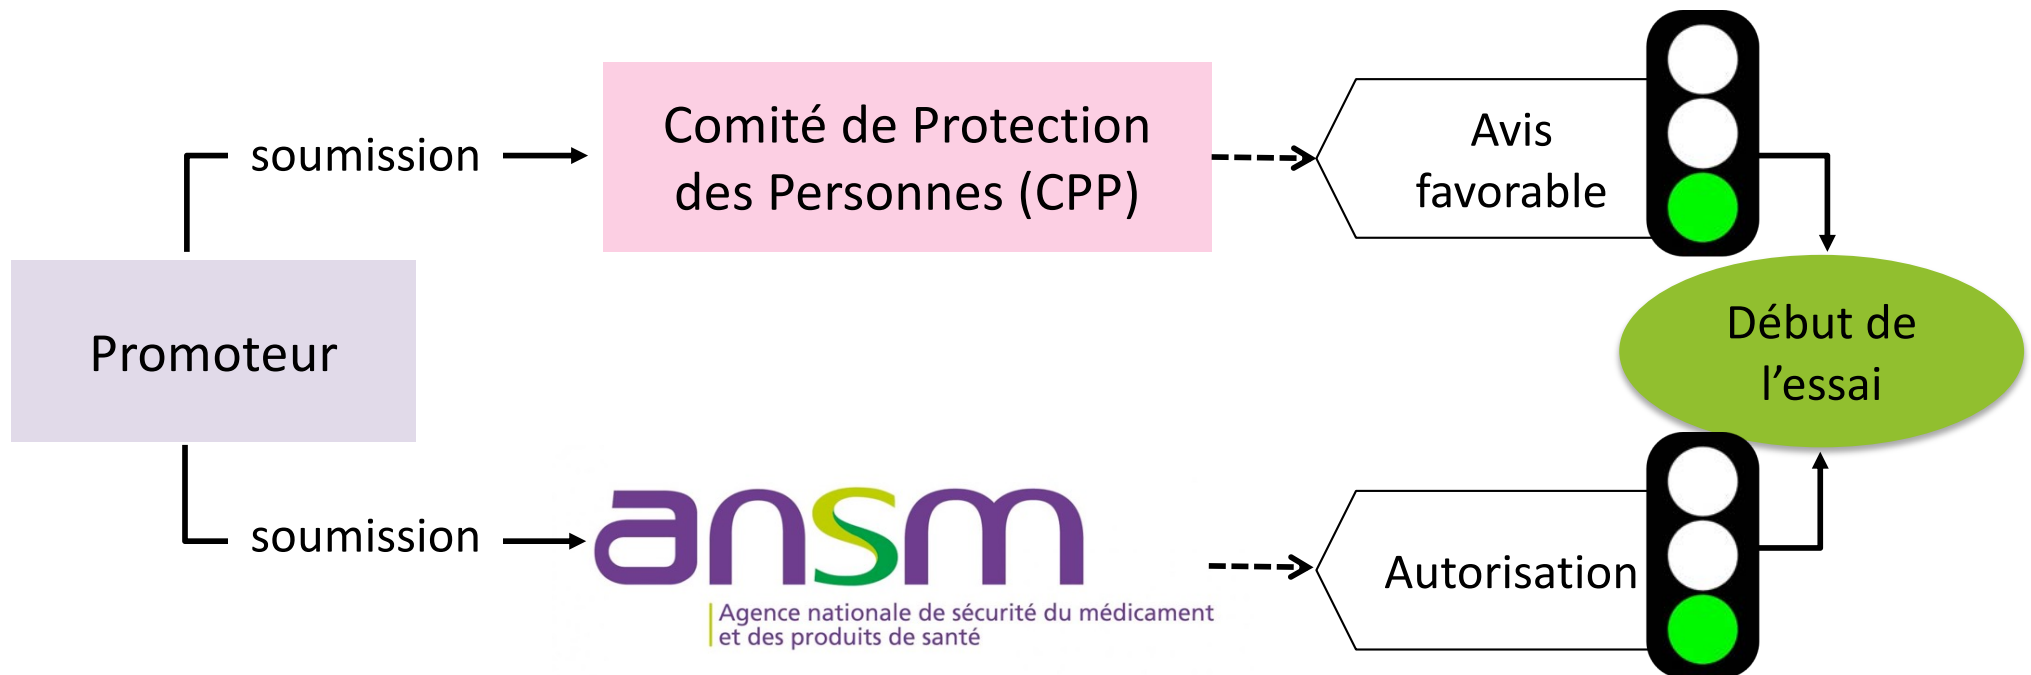 soumission
Comité de Protection
des Personnes (CPP)
Avis
favorable
Promoteur
Début de
l’essai
soumission
ansm
Agence nationale de sécurité du médicament
et des produits de santé
Autorisation